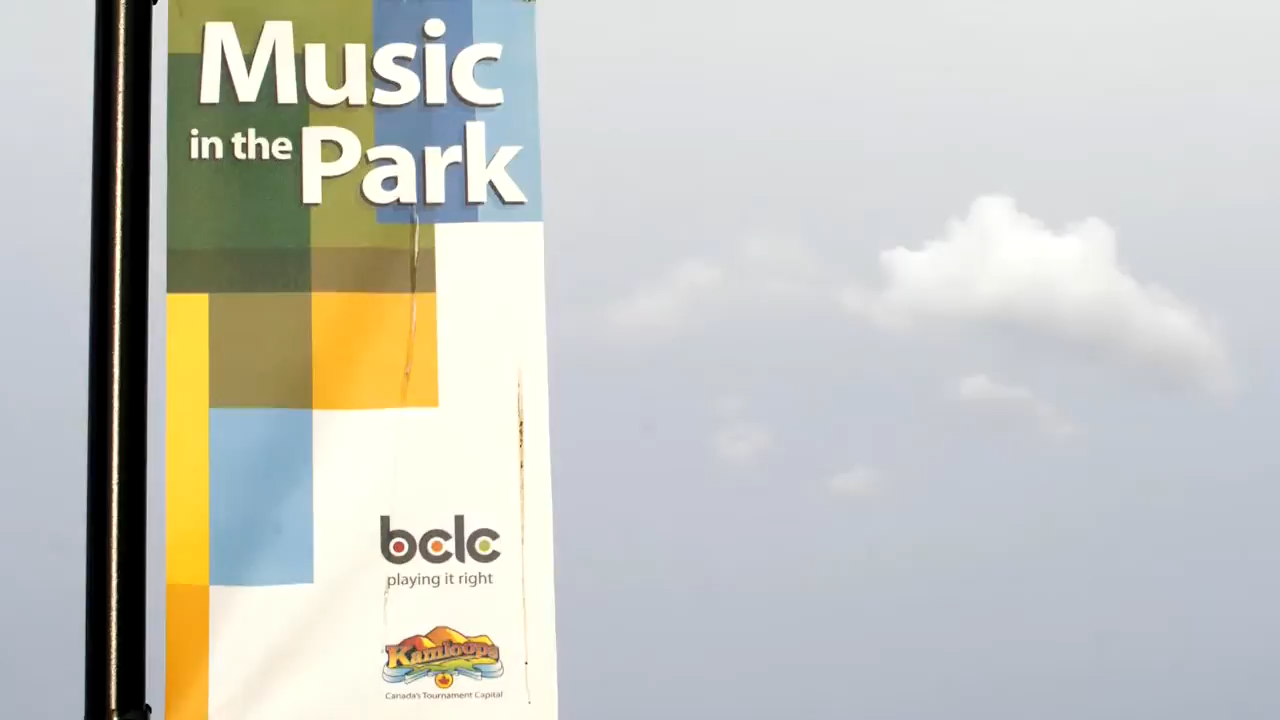 Music
in the Park
bclc
playing it right
Kamloops
Canada's Tournament Capital